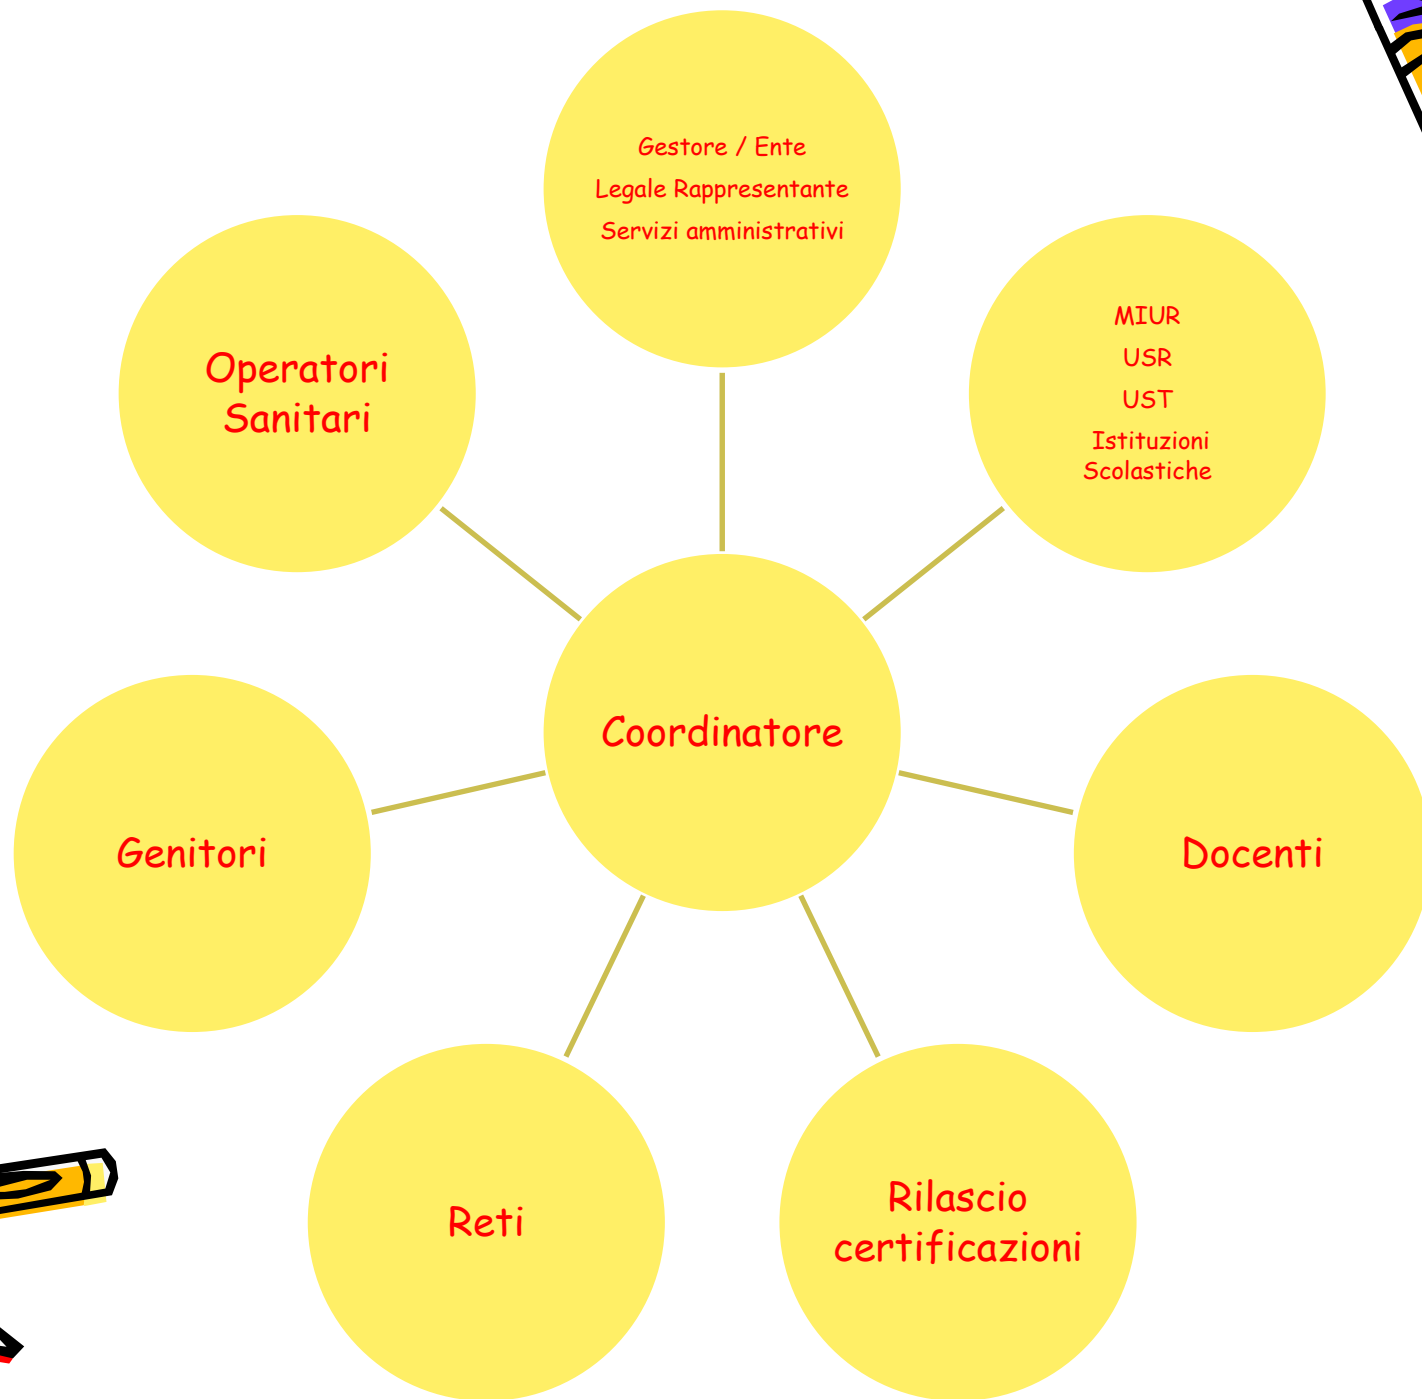 Gestore / Ente
Legale Rappresentante
Servizi amministrativi
Operatori
Sanitari
MIUR
USR
UST
Istituzioni
Scolastiche
Coordinatore
Genitori
Docenti
Reti
Rilascio
certificazioni